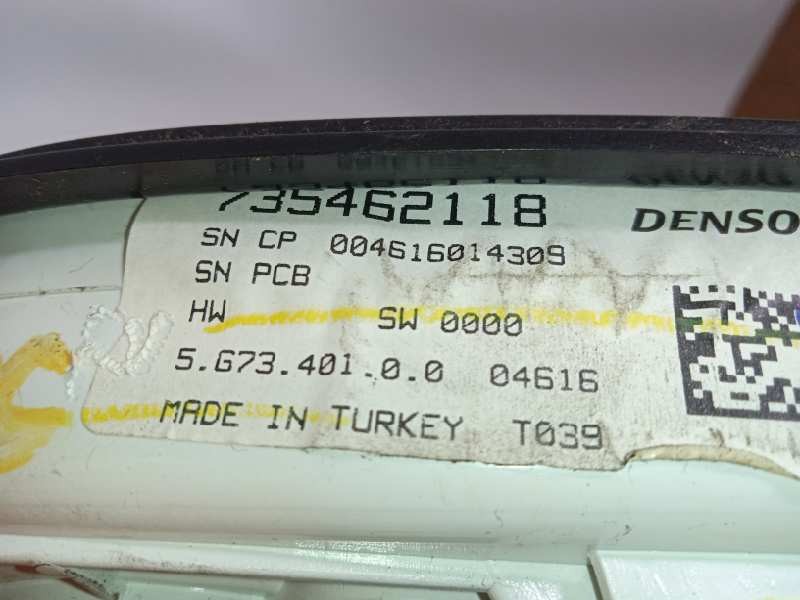 735462118 DENSO
SN CP 004616014309
SN PCB
HW SW 0000
5.G73.401.0.0 04616
MADE IN TURKEY T039